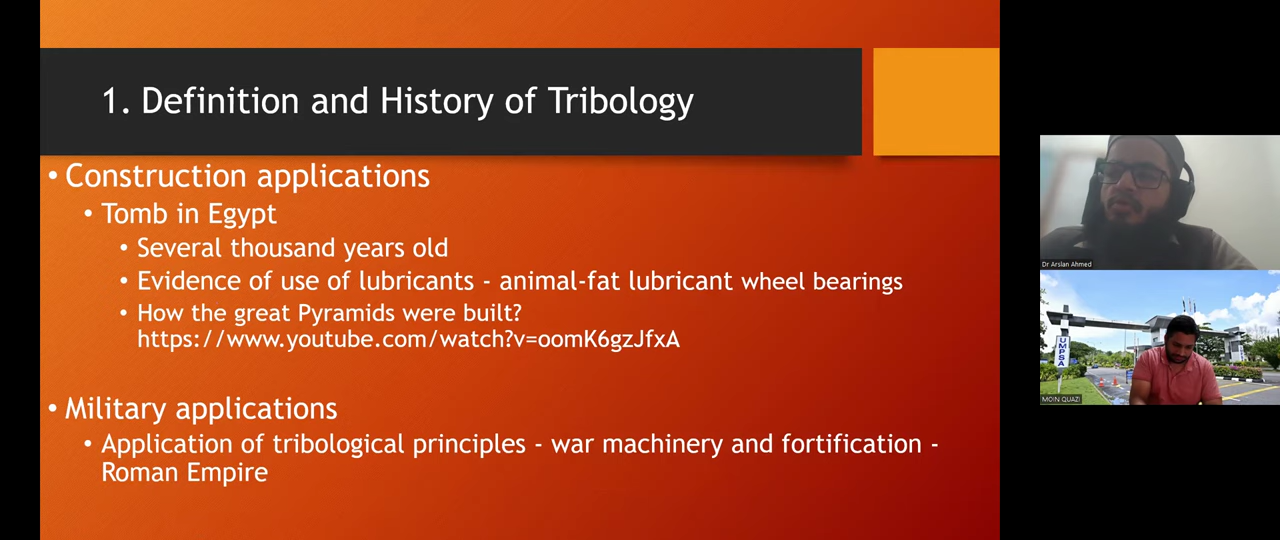 1. Definition and History of Tribology
• Construction applications
• Tomb in Egypt
• Several thousand years old
• Evidence of use of lubricants - animal-fat lubricant wheel bearings
• How the great Pyramids were built?
https://www.youtube.com/watch?v=oomK6gzJfxA
• Military applications
• Application of tribological principles - war machinery and fortification -
Roman Empire
Dr Arslan Ahmed
UMPSA
MOIN QUAZI